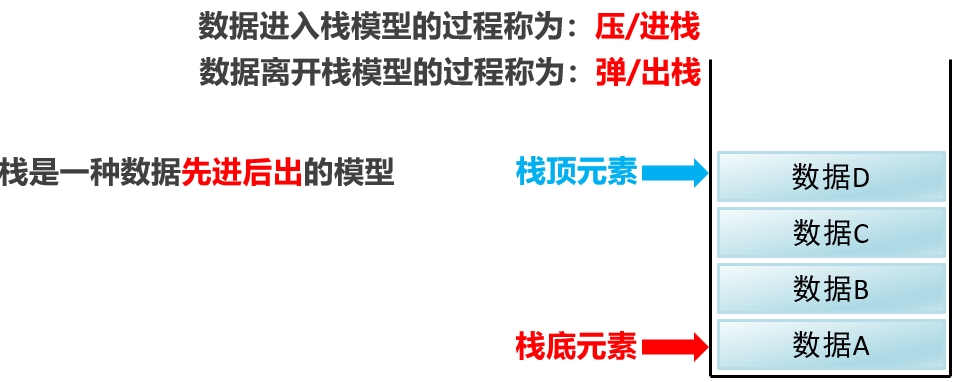 数据进入栈模型的过程称为：压/进栈
数据离开栈模型的过程称为：弹/出栈
栈是一种数据先进后出的模型
栈顶元素
数据D
数据C
数据B
栈底元素
数据A